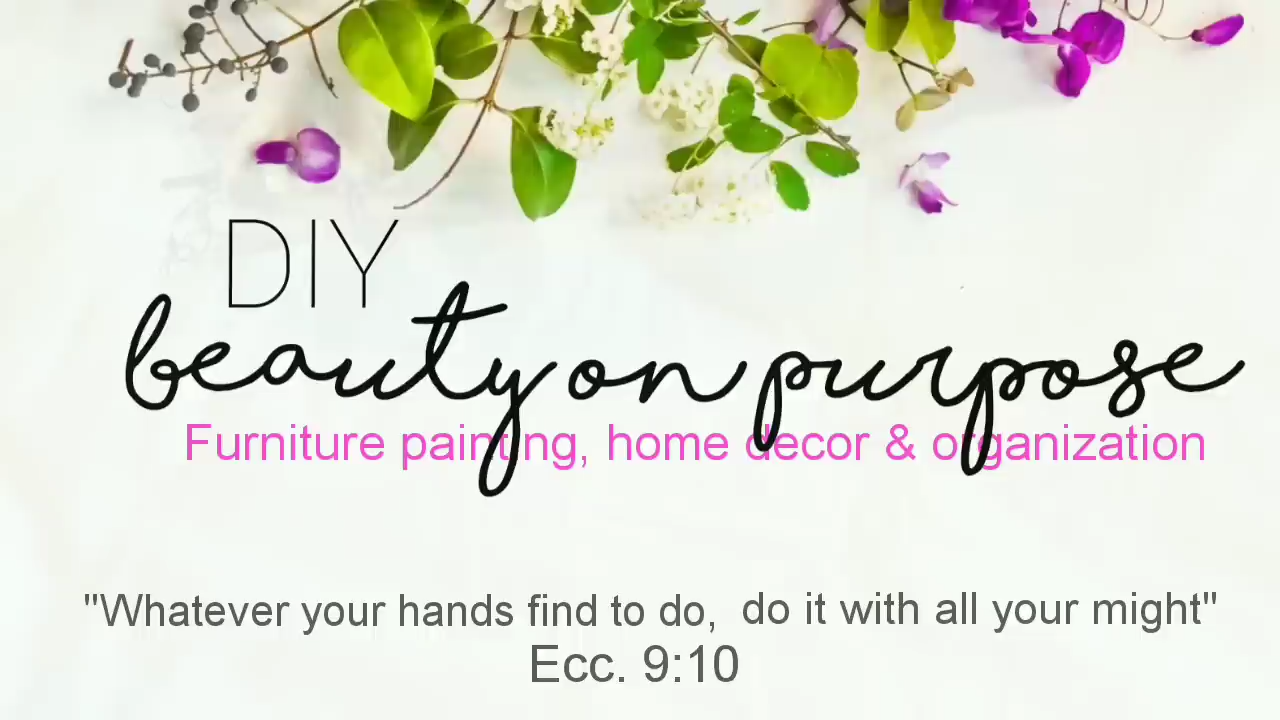 DIY
beauty on purpose
Furniture painting, home decor & organization
"Whatever your hands find to do, do it with all your might"
Ecc. 9:10